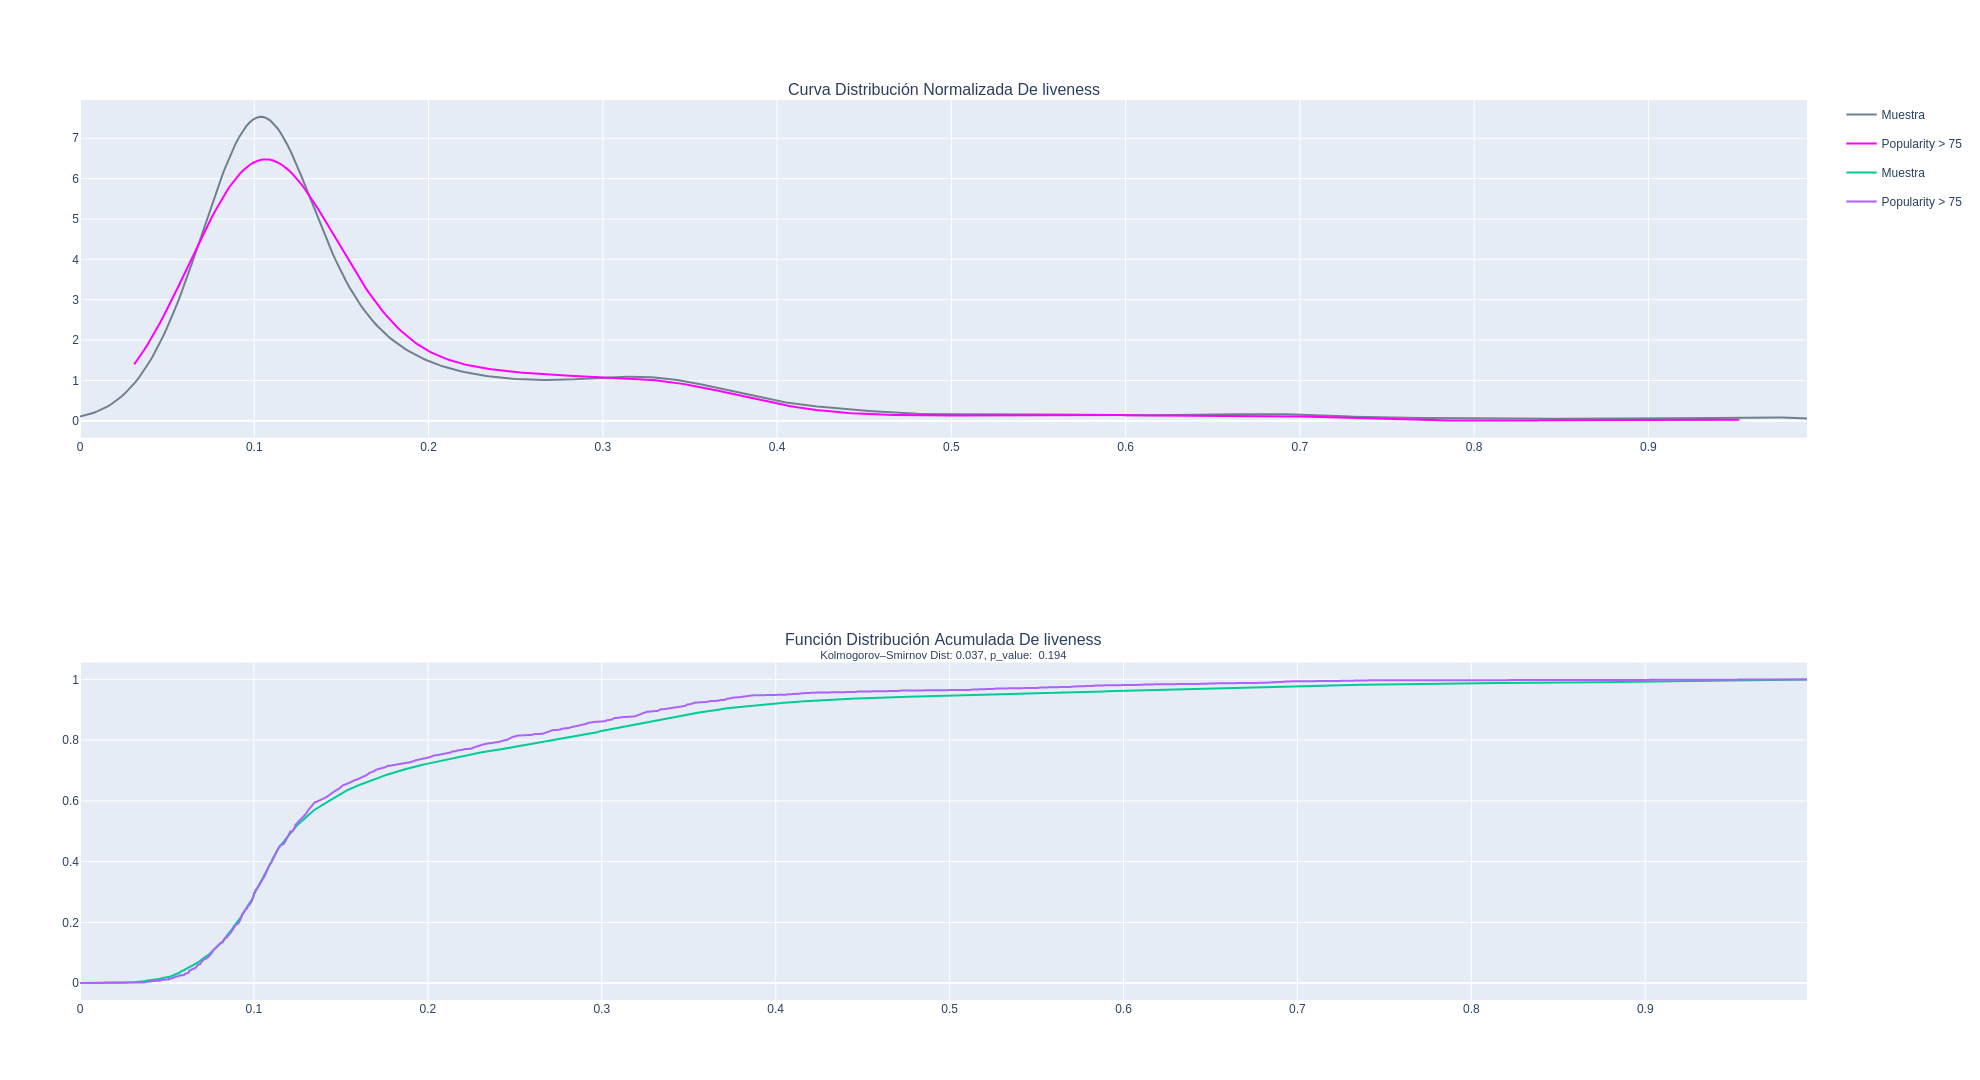 Curva Distribución Normalizada De liveness
7
6
5
4
3
2
1
0
0 0.1 0.2 0.3 0.4 0.5 0.6 0.7 0.8 0.9
Muestra
Popularity > 75
Muestra
Popularity > 75
Función Distribución Acumulada De liveness
Kolmogorov–Smirnov Dist: 0.037, p_value: 0.194
1
0.8
0.6
0.4
0.2
0
0 0.1 0.2 0.3 0.4 0.5 0.6 0.7 0.8 0.9